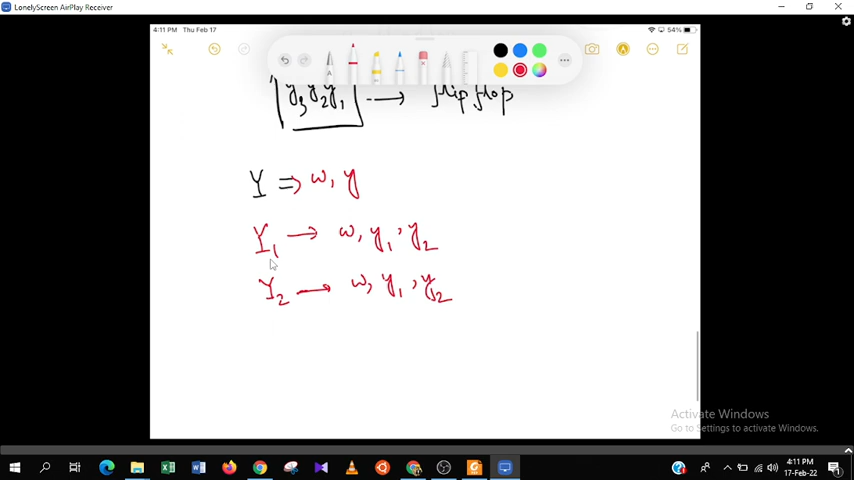 LonelyScreen AirPlay Receiver
4:11 PM Thu Feb 17
54%
y₃y₂y₁ → flip flop
Y ⇒ w, y
Y₁ → w, y₁, y₂
Y₂ → w, y₁, y₂
Activate Windows
Go to Settings to activate Windows.
4:11 PM
17-Feb-22